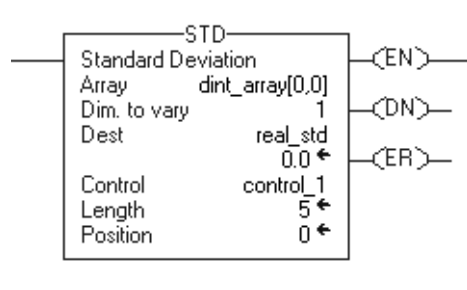 STD
Standard Deviation
Array dint_array[0,0]
Dim. to vary 1
Dest real_std
0.0
Control control_1
Length 5
Position 0
EN
DN
ER